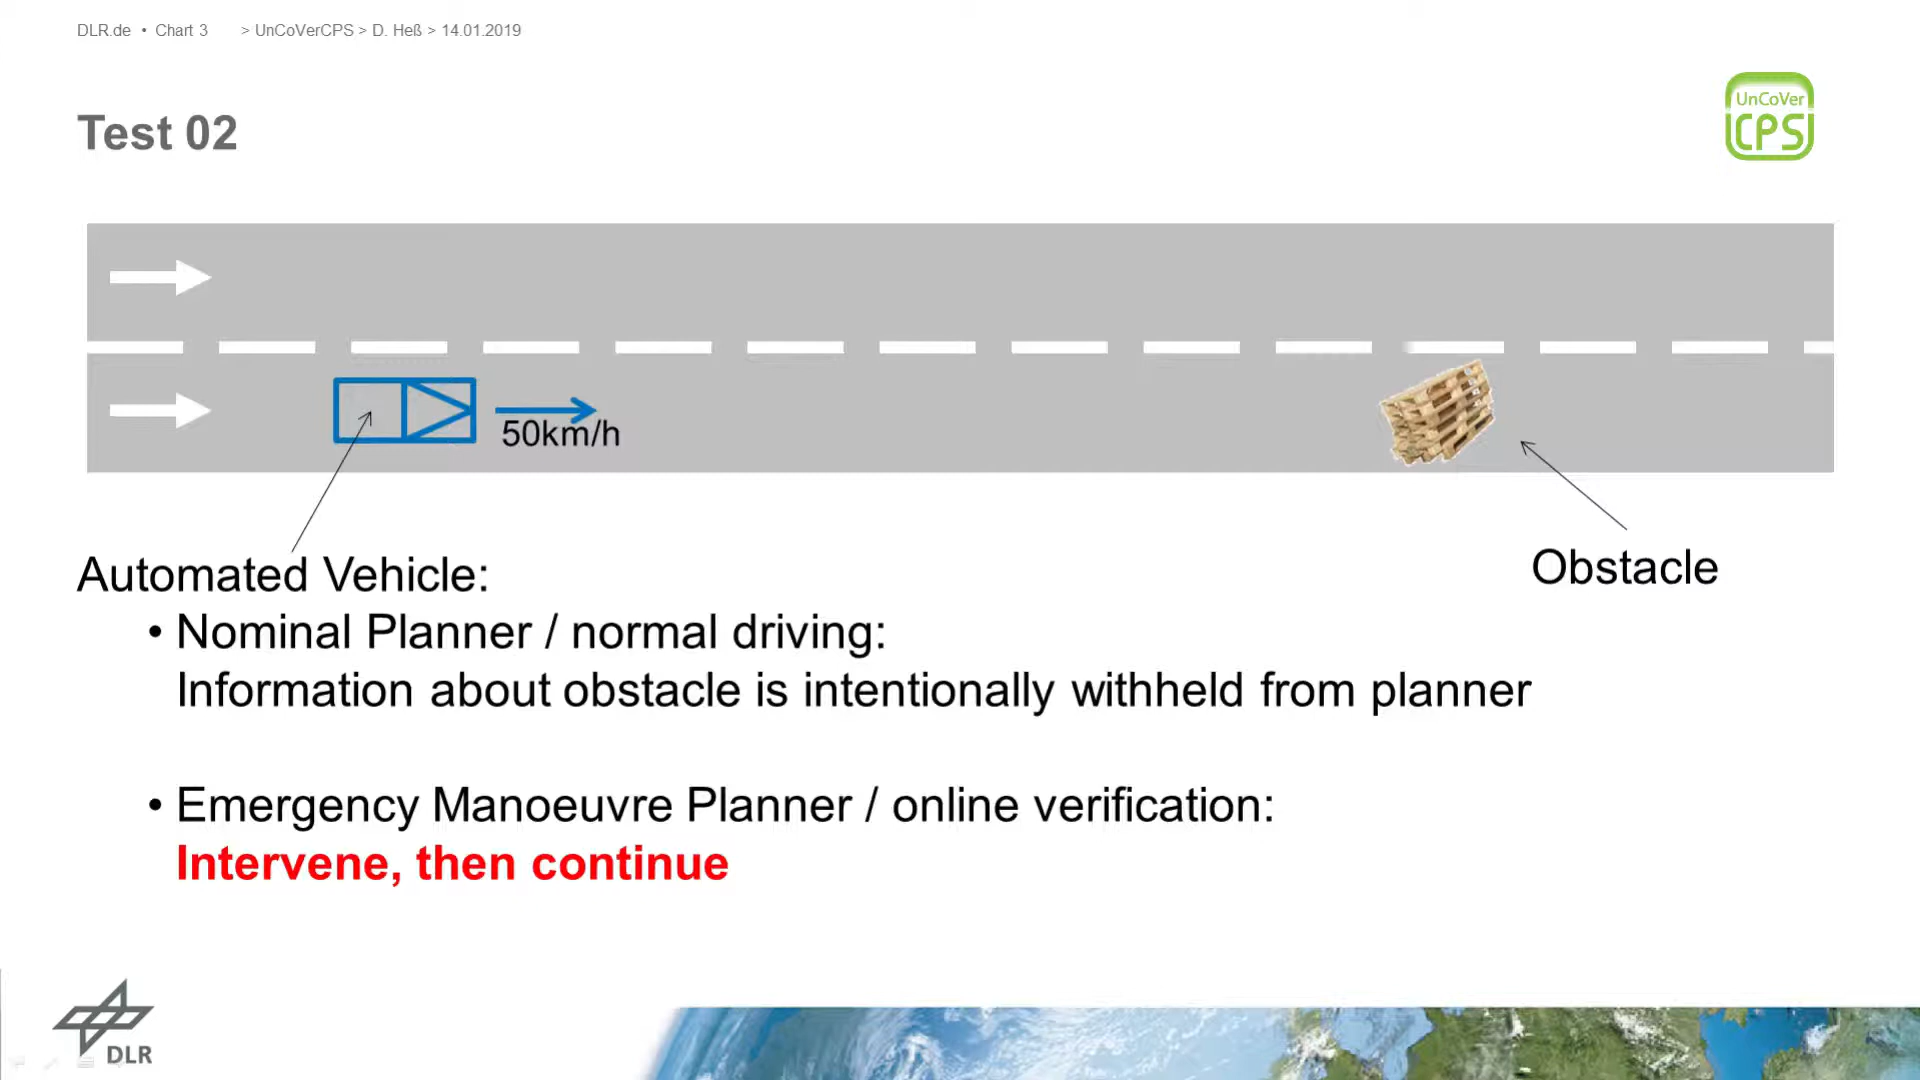 DLR.de • Chart 3 > UnCoVerCPS > D. Heß > 14.01.2019
UnCoVer
CPS
Test 02
50km/h
Automated Vehicle:
Obstacle
• Nominal Planner / normal driving:
Information about obstacle is intentionally withheld from planner
• Emergency Manoeuvre Planner / online verification:
Intervene, then continue
DLR